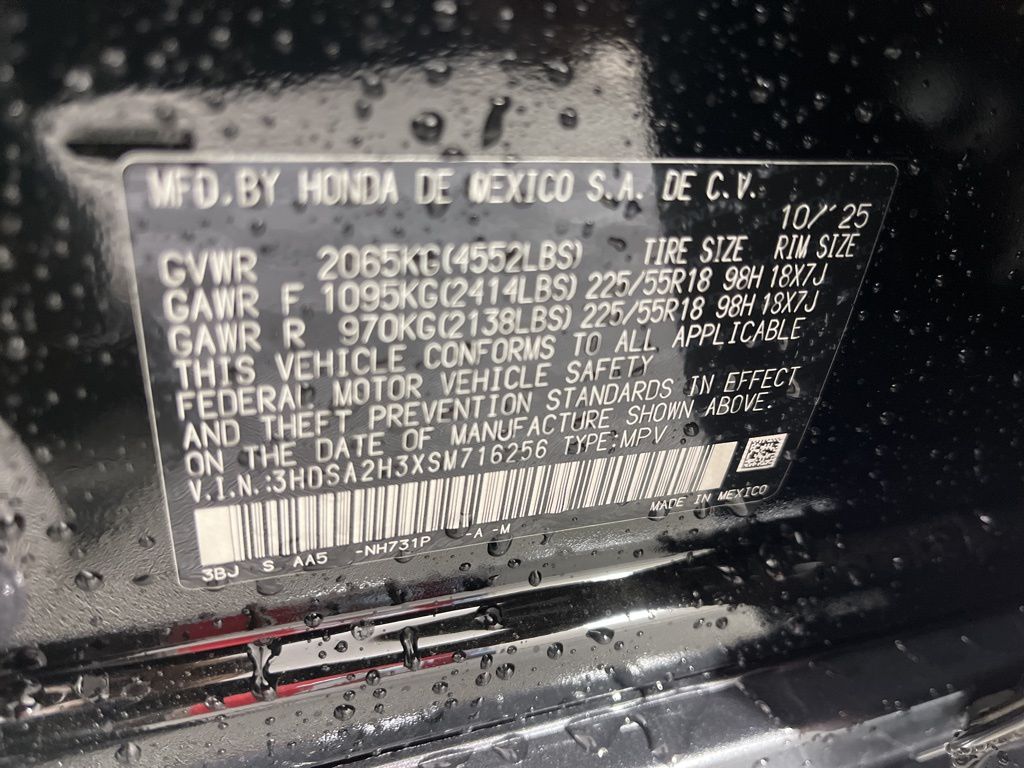 MFD.BY HONDA DE MEXICO S.A. DE C.V.
10/'25
GVWR 2065KG(4552LBS) TIRE SIZE RIM SIZE
GAWR F 1095KG(2414LBS) 225/55R18 98H 18X7J
GAWR R 970KG(2138LBS) 225/55R18 98H 18X7J
THIS VEHICLE CONFORMS TO ALL APPLICABLE
FEDERAL MOTOR VEHICLE SAFETY
AND THEFT PREVENTION STANDARDS IN EFFECT
ON THE DATE OF MANUFACTURE SHOWN ABOVE.
V.I.N.:3HDSA2H3XSM716256 TYPE:MPV
MADE IN MEXICO
3BJ S AA5 -NH731P -A -M